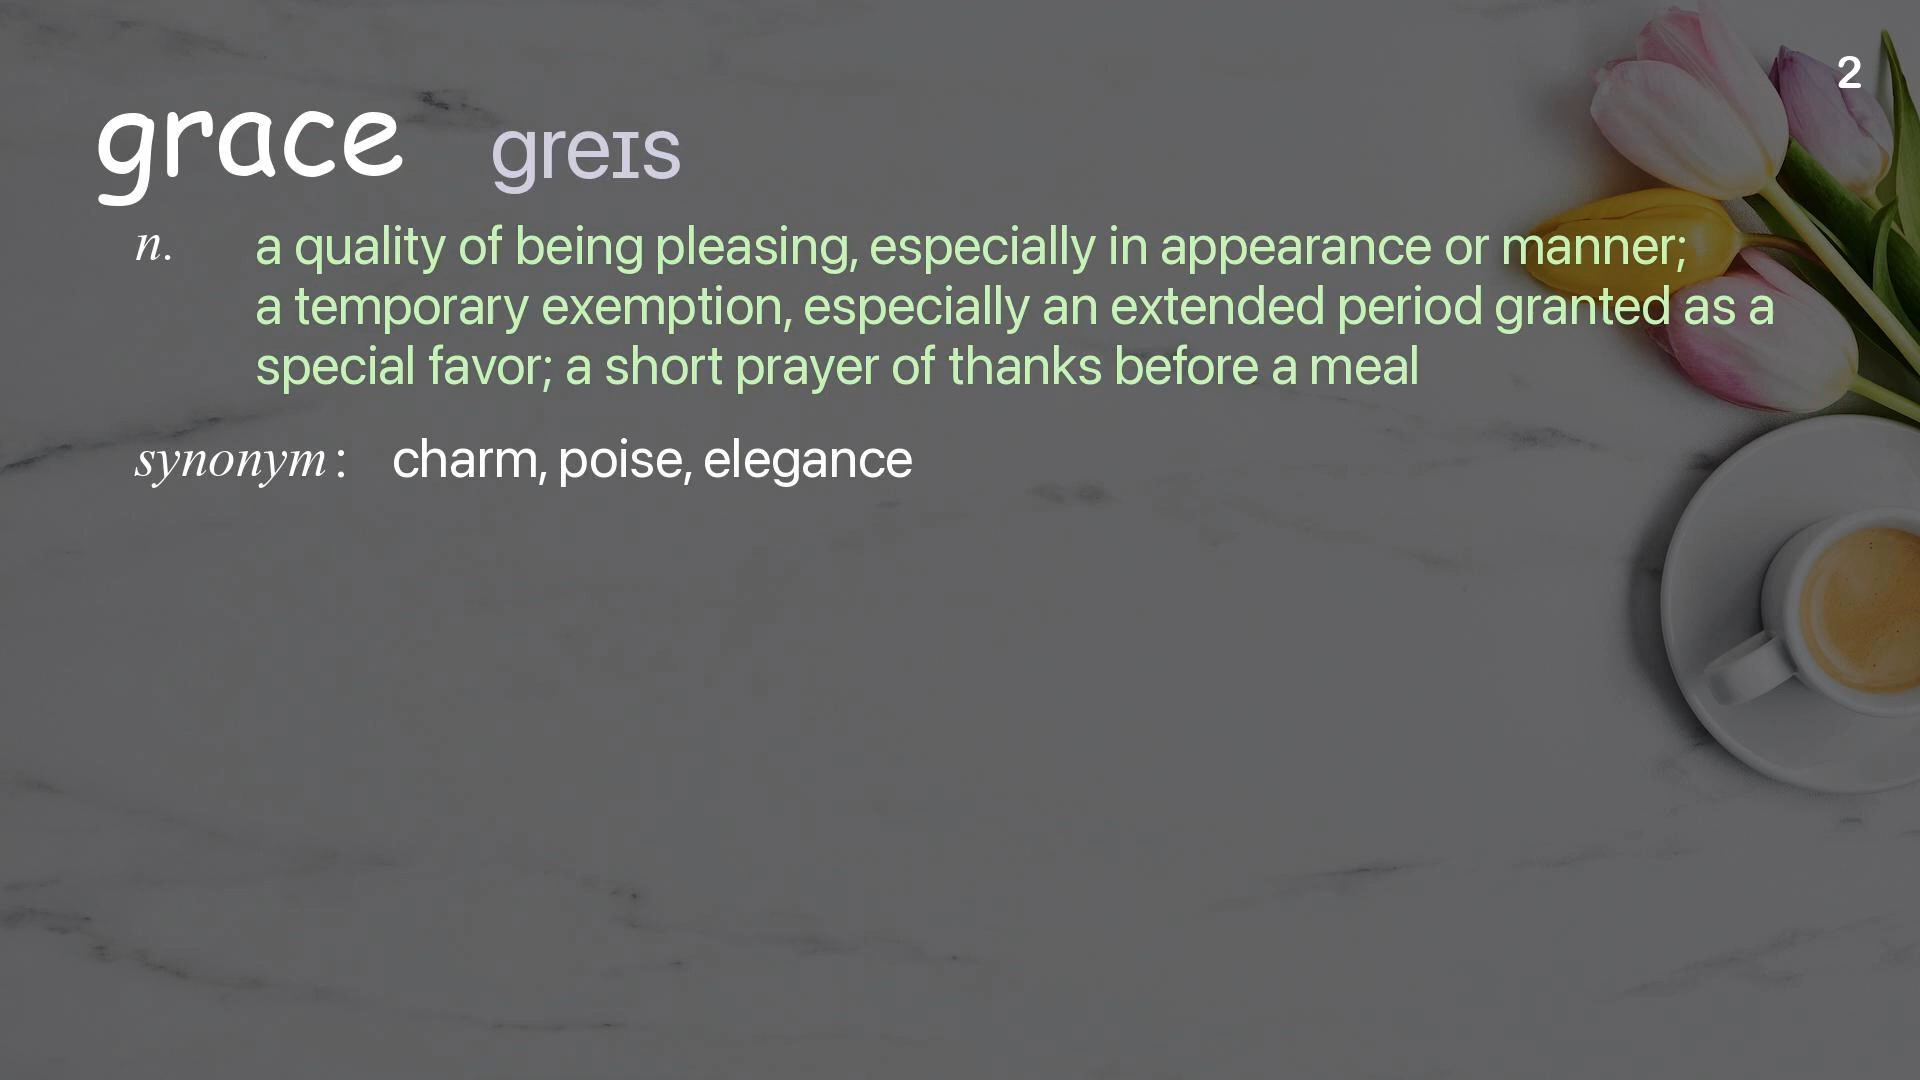 2
grace greɪs
n. a quality of being pleasing, especially in appearance or manner;
a temporary exemption, especially an extended period granted as a
special favor; a short prayer of thanks before a meal
synonym: charm, poise, elegance